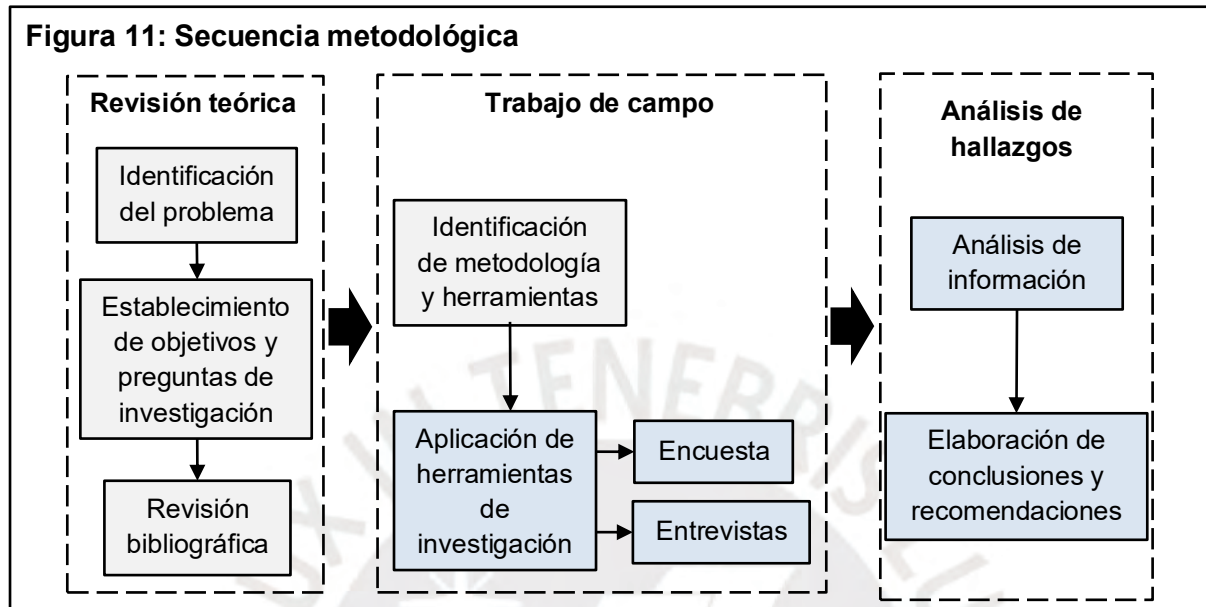 Figura 11: Secuencia metodológica
Revisión teórica
Identificación
del problema
Establecimiento
de objetivos y
preguntas de
investigación
Revisión
bibliográfica
Trabajo de campo
Identificación
de metodología
y herramientas
Aplicación de
herramientas
de
investigación
Encuesta
Entrevistas
Análisis de
hallazgos
Análisis de
información
Elaboración de
conclusiones y
recomendaciones